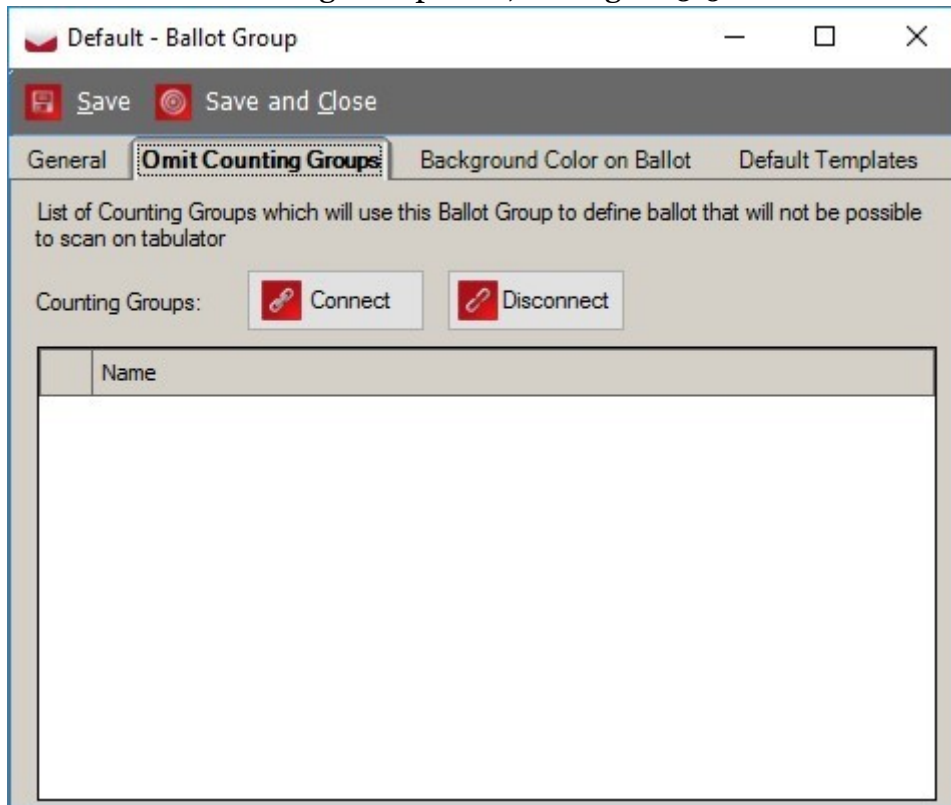 Default - Ballot Group
Save Save and Close
General Omit Counting Groups Background Color on Ballot Default Templates
List of Counting Groups which will use this Ballot Group to define ballot that will not be possible
to scan on tabulator
Counting Groups: Connect Disconnect
Name